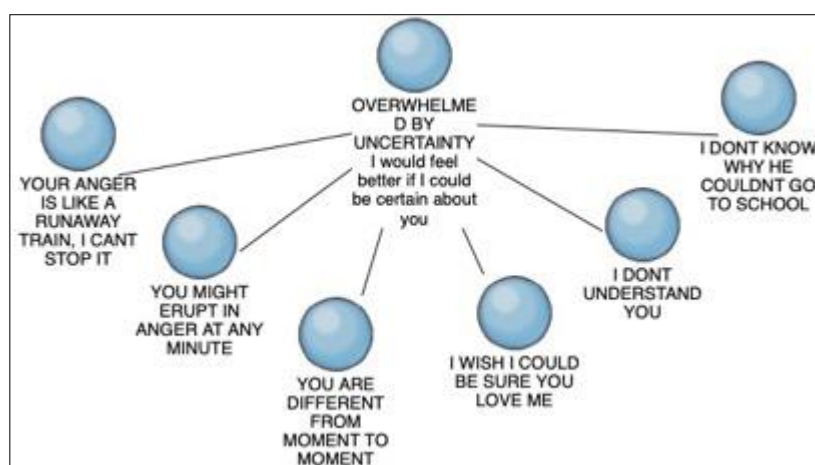 OVERWHELME
D BY
UNCERTAINTY
I would feel
better if I could
be certain about
you
YOUR ANGER
IS LIKE A
RUNAWAY
TRAIN, I CANT
STOP IT
YOU MIGHT
ERUPT IN
ANGER AT ANY
MINUTE
YOU ARE
DIFFERENT
FROM
MOMENT TO
MOMENT
I WISH I COULD
BE SURE YOU
LOVE ME
I DONT
UNDERSTAND
YOU
I DONT KNOW
WHY HE
COULDNT GO
TO SCHOOL